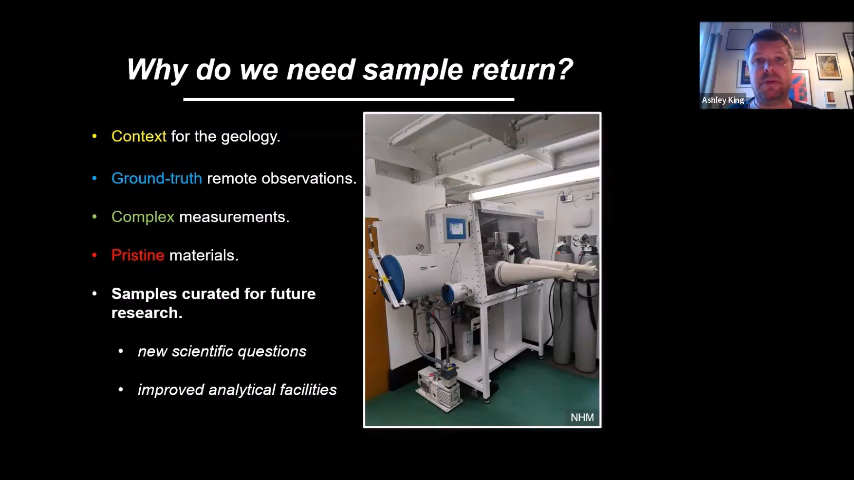 Why do we need sample return?
Ashley King
• Context for the geology.
• Ground-truth remote observations.
• Complex measurements.
• Pristine materials.
• Samples curated for future
research.
• new scientific questions
• improved analytical facilities
NHM